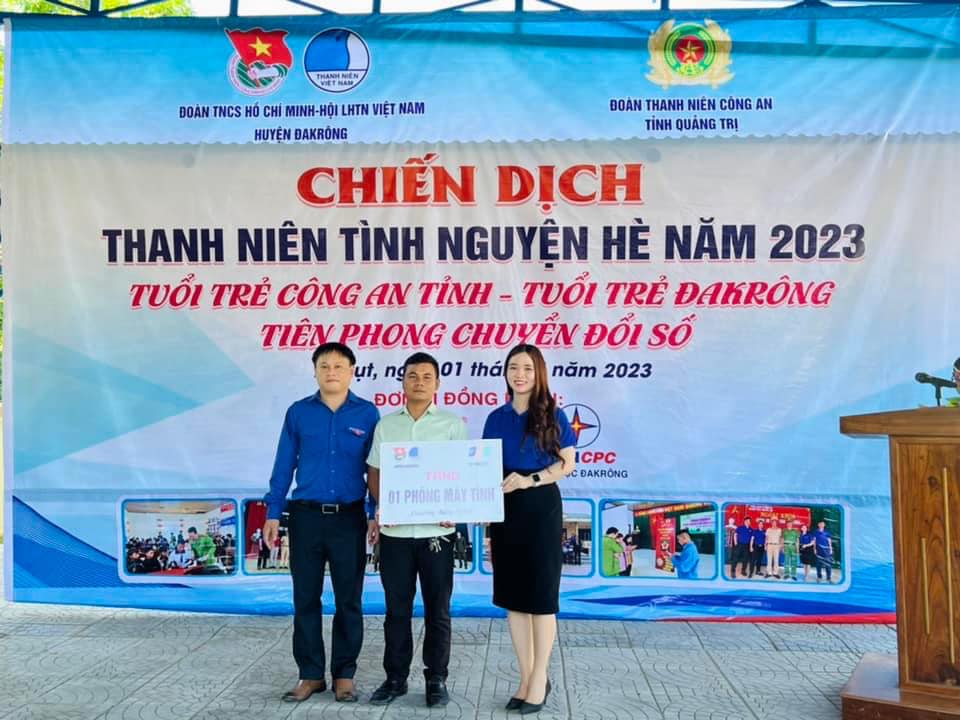 THANH NIÊN
VIỆT NAM
ĐOÀN TNCS HỒ CHÍ MINH-HỘI LHTN VIỆT NAM
HUYỆN ĐAKRÔNG
ĐOÀN THANH NIÊN CÔNG AN
TỈNH QUẢNG TRỊ
CHIẾN DỊCH
THANH NIÊN TÌNH NGUYỆN HÈ NĂM 2023
TUỔI TRẺ CÔNG AN TỈNH - TUỔI TRẺ ĐAKRÔNG
TIÊN PHONG CHUYỂN ĐỔI SỐ
01 năm 2023
ĐỒNG
CPC
ĐAKRÔNG
TẶNG
01 PHÒNG MÁY TÍNH